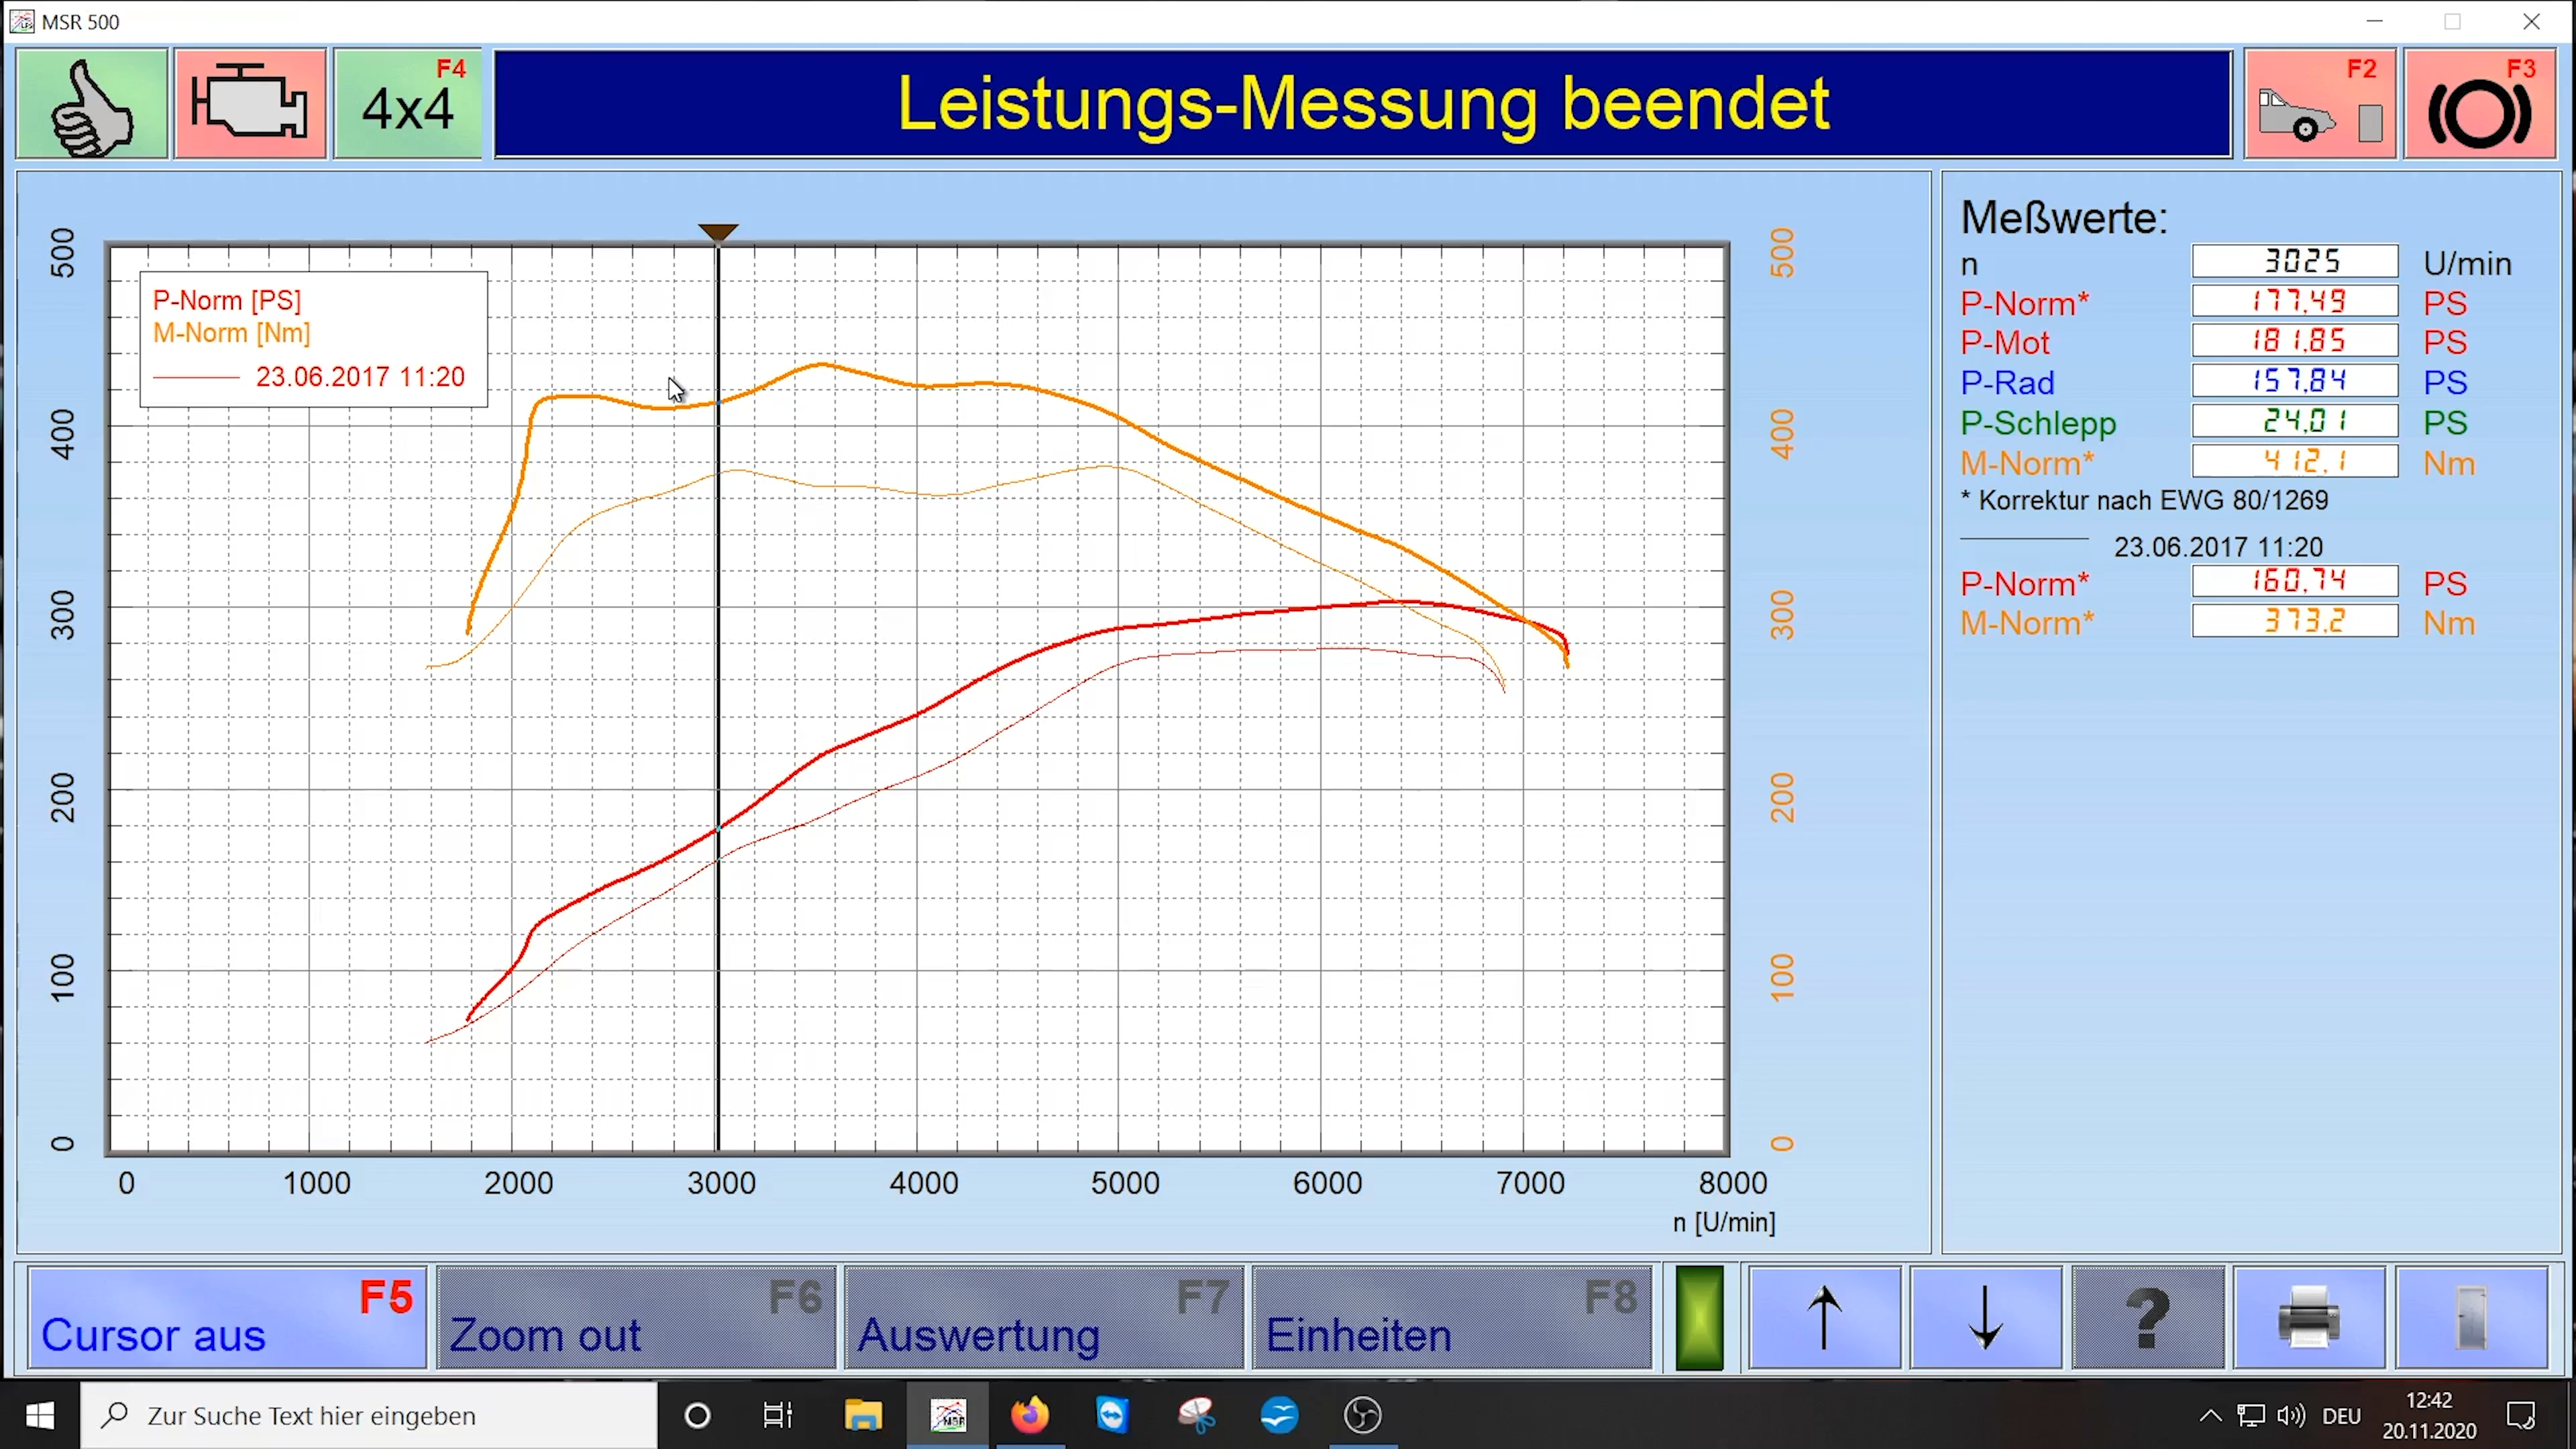 MSR 500
F4
4x4
Leistungs-Messung beendet
F2
F3
500
400
300
200
100
0
P-Norm [PS]
M-Norm [Nm]
23.06.2017 11:20
500
400
300
200
100
0
0 1000 2000 3000 4000 5000 6000 7000 8000
n [U/min]
Meßwerte:
n 3025 U/min
P-Norm* 177,49 PS
P-Mot 181,85 PS
P-Rad 157,84 PS
P-Schlepp 24,01 PS
M-Norm* 412,1 Nm
* Korrektur nach EWG 80/1269
23.06.2017 11:20
P-Norm* 160,74 PS
M-Norm* 373,2 Nm
F5
Cursor aus
F6
Zoom out
F7
Auswertung
F8
Einheiten
?
Zur Suche Text hier eingeben
MSR
DEU
12:42
20.11.2020